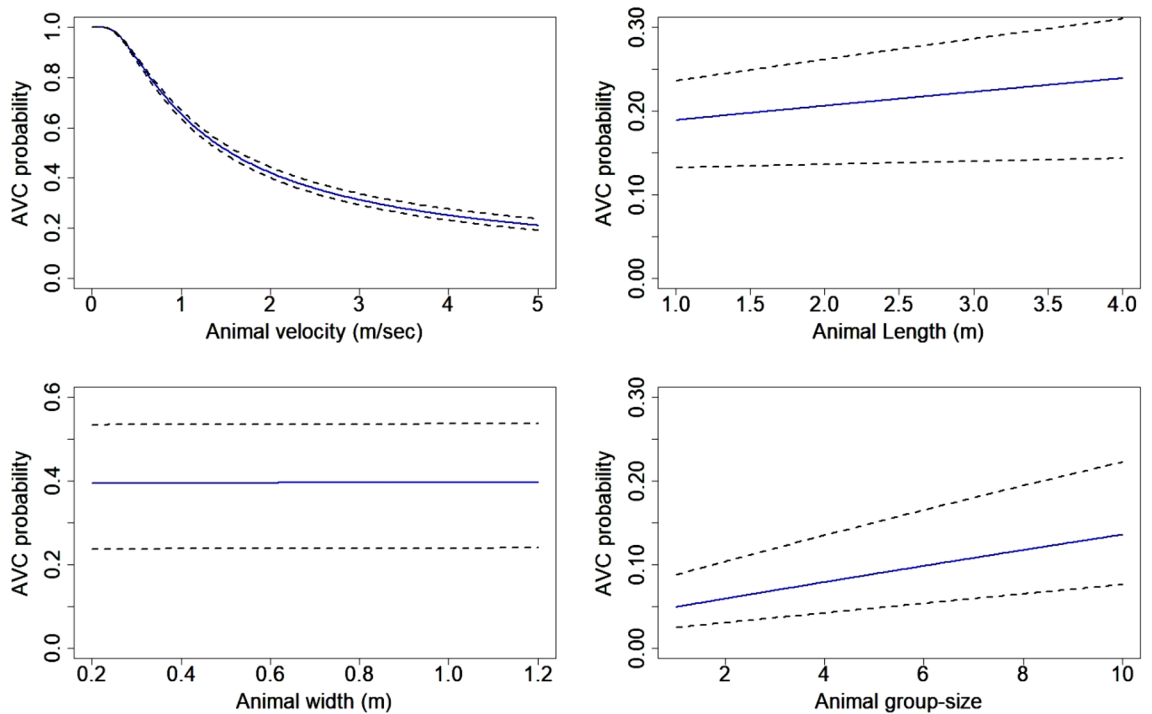 AVC probability
0.0 0.2 0.4 0.6 0.8 1.0
0 1 2 3 4 5
Animal velocity (m/sec)
AVC probability
0.00 0.10 0.20 0.30
1.0 1.5 2.0 2.5 3.0 3.5 4.0
Animal Length (m)
AVC probability
0.0 0.2 0.4 0.6
0.2 0.4 0.6 0.8 1.0 1.2
Animal width (m)
AVC probability
0.00 0.10 0.20 0.30
2 4 6 8 10
Animal group-size